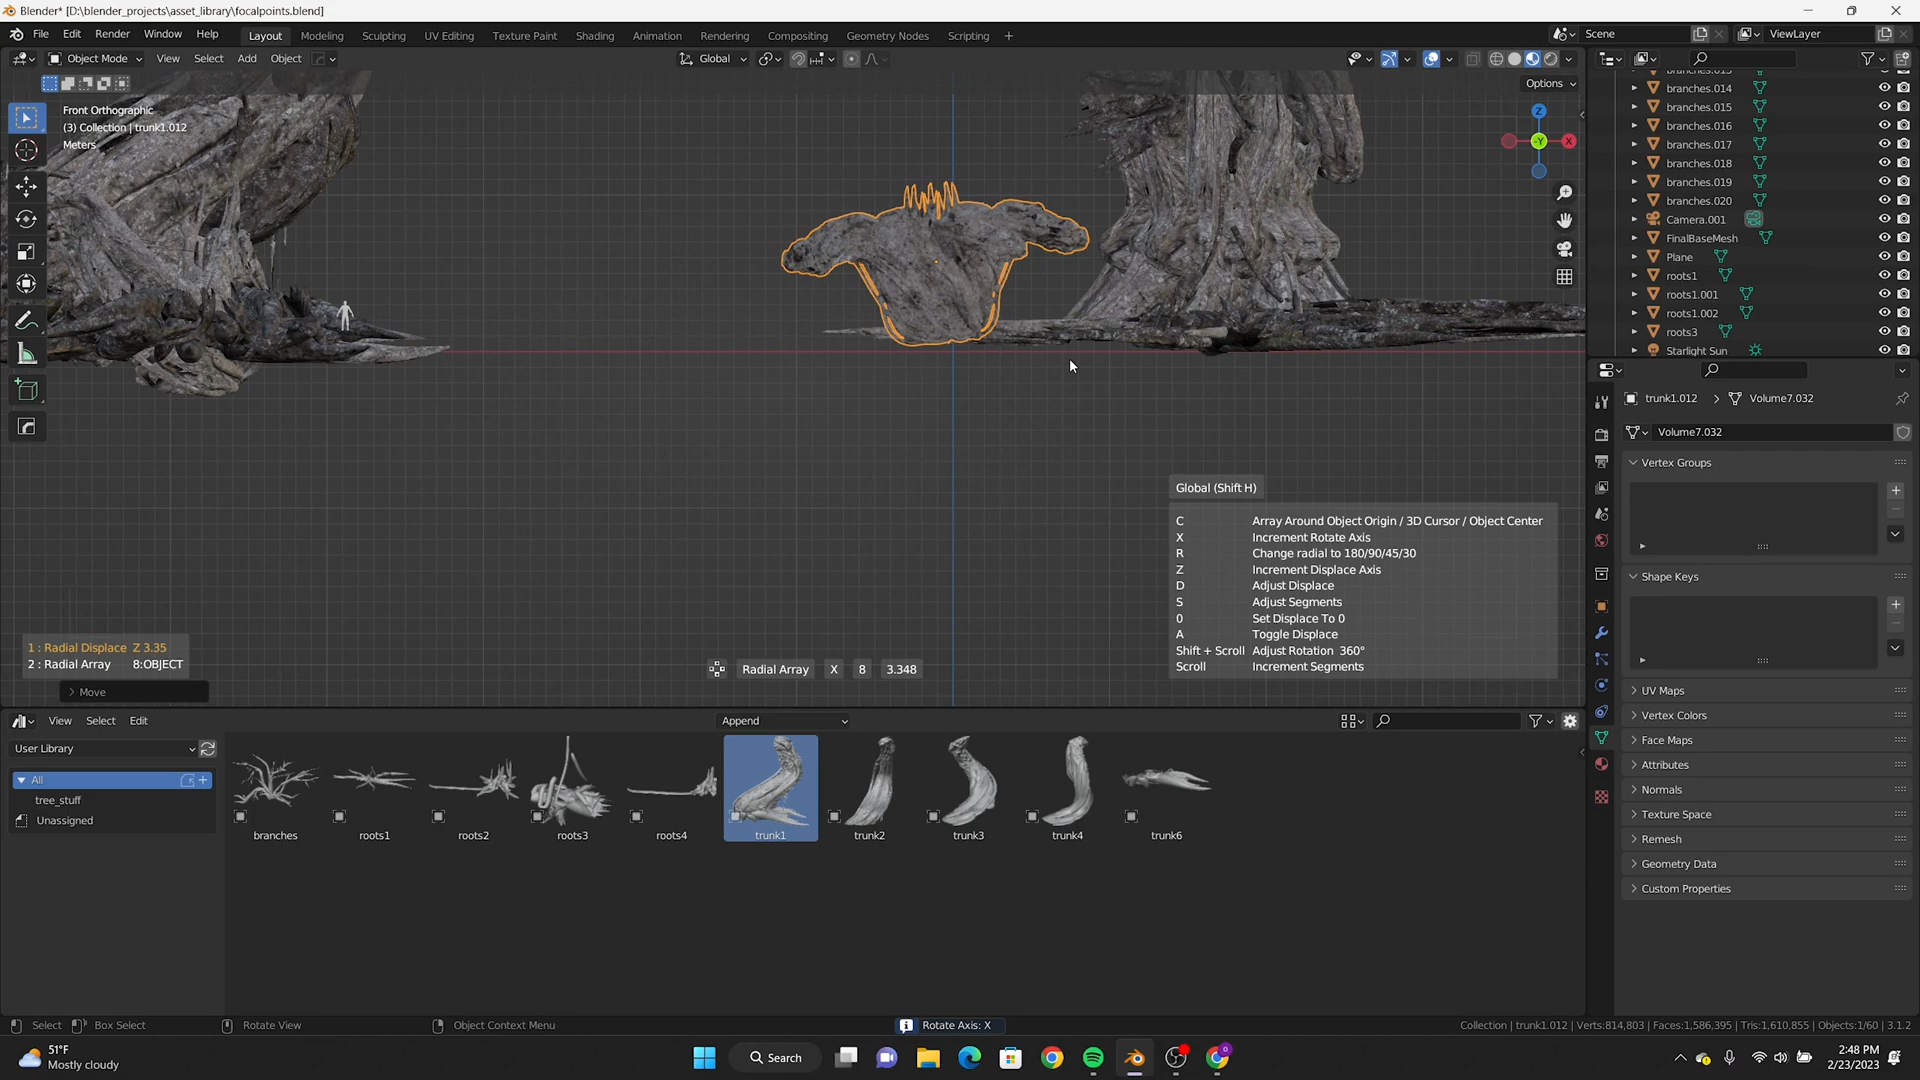 Blender* [D:\blender_projects\asset_library\focalpoints.blend]
File Edit Render Window Help Layout Modeling Sculpting UV Editing Texture Paint Shading Animation Rendering Compositing Geometry Nodes Scripting +
Scene ViewLayer
Object Mode View Select Add Object Global
Options
Front Orthographic
(3) Collection | trunk1.012
Meters
Z
X
-Y
branches.014
branches.015
branches.016
branches.017
branches.018
branches.019
branches.020
Camera.001
FinalBaseMesh
Plane
roots1
roots1.001
roots1.002
roots3
Starlight Sun
trunk1.012 > Volume7.032
Volume7.032
Vertex Groups
Shape Keys
UV Maps
Vertex Colors
Face Maps
Attributes
Normals
Texture Space
Remesh
Geometry Data
Custom Properties
Global (Shift H)
C Array Around Object Origin / 3D Cursor / Object Center
X Increment Rotate Axis
R Change radial to 180/90/45/30
Z Increment Displace Axis
D Adjust Displace
S Adjust Segments
0 Set Displace To 0
A Toggle Displace
Shift + Scroll Adjust Rotation 360°
Scroll Increment Segments
1 : Radial Displace Z 3.35
2 : Radial Array 8:OBJECT
> Move
Radial Array X 8 3.348
View Select Edit Append
User Library
All
tree_stuff
Unassigned
branches roots1 roots2 roots3 roots4 trunk1 trunk2 trunk3 trunk4 trunk6
Select Box Select Rotate View Object Context Menu Rotate Axis: X Collection | trunk1.012 | Verts:814,803 | Faces:1,586,395 | Tris:1,610,855 | Objects:1/60 | 3.1.2
51°F
Mostly cloudy
Search
2:48 PM
2/23/2023